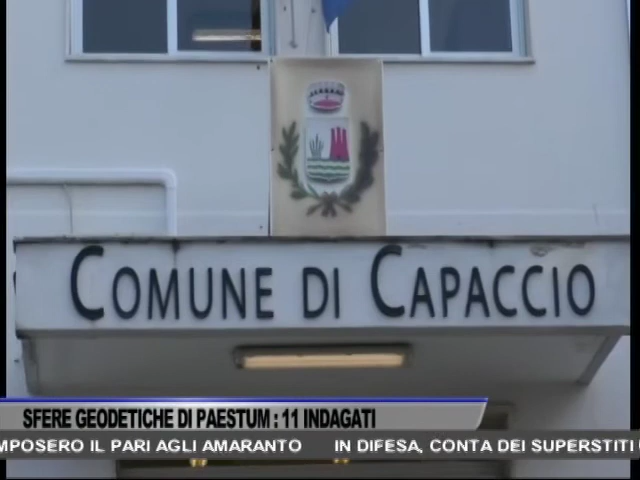 COMUNE DI CAPACCIO
SFERE GEODETICHE DI PAESTUM : 11 INDAGATI
MPOSERO IL PARI AGLI AMARANTO IN DIFESA, CONTA DEI SUPERSTITI